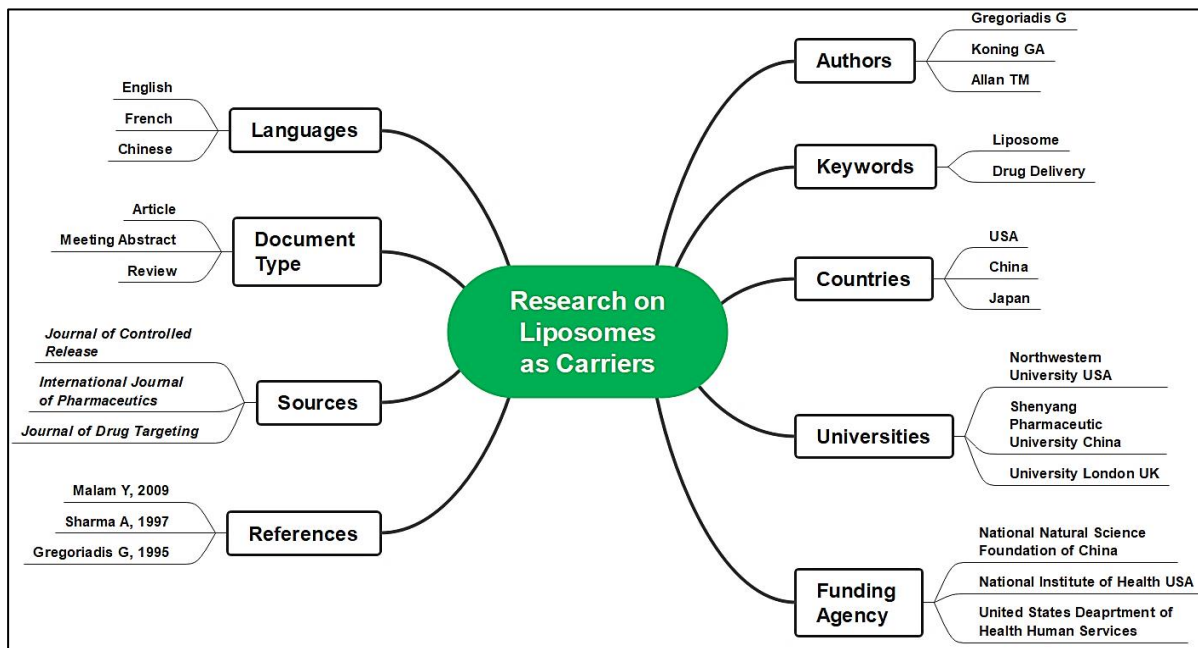 Research on
Liposomes
as Carriers
Languages
English
French
Chinese
Document
Type
Article
Meeting Abstract
Review
Sources
Journal of Controlled
Release
International Journal
of Pharmaceutics
Journal of Drug Targeting
References
Malam Y, 2009
Sharma A, 1997
Gregoriadis G, 1995
Authors
Gregoriadis G
Koning GA
Allan TM
Keywords
Liposome
Drug Delivery
Countries
USA
China
Japan
Universities
Northwestern
University USA
Shenyang
Pharmaceutic
University China
University London UK
Funding
Agency
National Natural Science
Foundation of China
National Institute of Health USA
United States Deaprtment of
Health Human Services